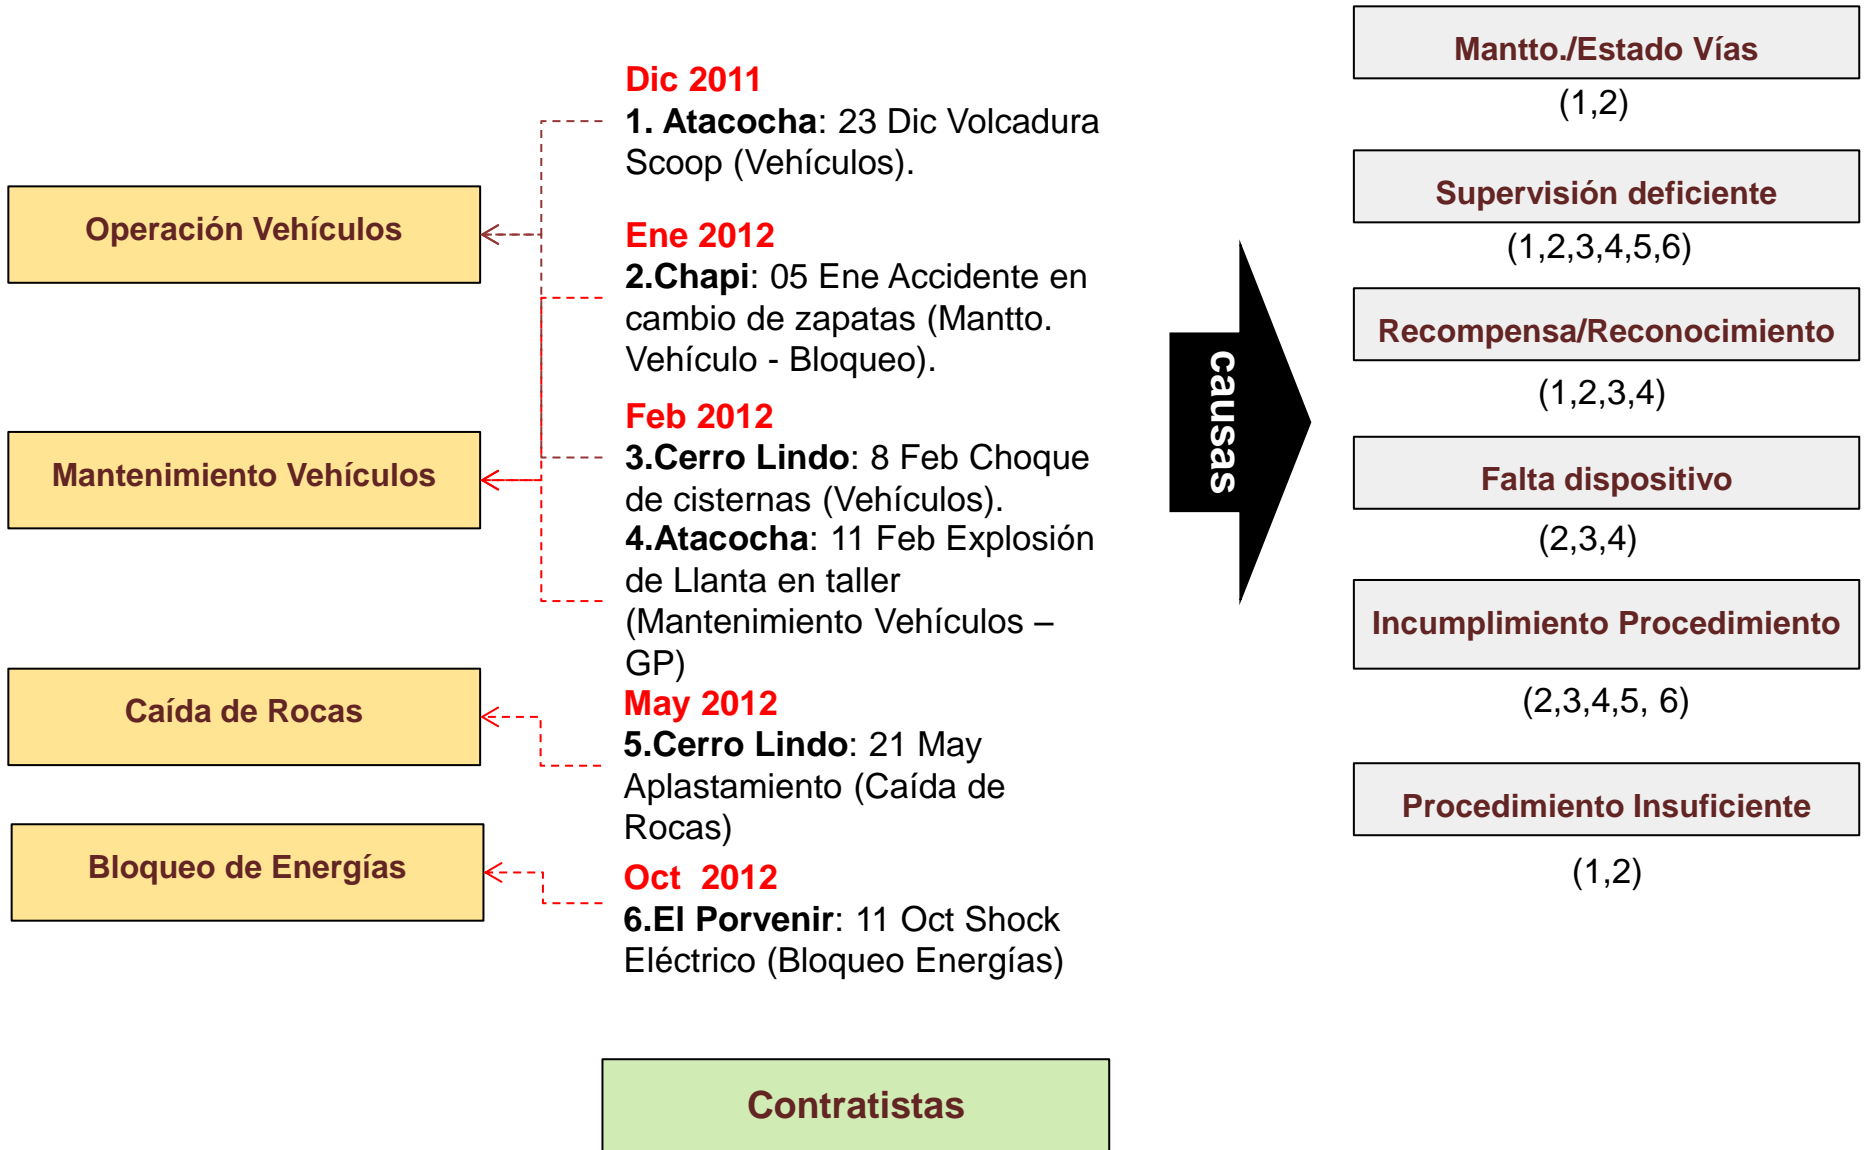 Operación Vehículos
Mantenimiento Vehículos
Caída de Rocas
Bloqueo de Energías
Dic 2011
1. Atacocha: 23 Dic Volcadura
Scoop (Vehículos).
Ene 2012
2.Chapi: 05 Ene Accidente en
cambio de zapatas (Mantto.
Vehículo - Bloqueo).
Feb 2012
3.Cerro Lindo: 8 Feb Choque
de cisternas (Vehículos).
4.Atacocha: 11 Feb Explosión
de Llanta en taller
(Mantenimiento Vehículos –
GP)
May 2012
5.Cerro Lindo: 21 May
Aplastamiento (Caída de
Rocas)
Oct  2012
6.El Porvenir: 11 Oct Shock
Eléctrico (Bloqueo Energías)
Contratistas
causas
Mantto./Estado Vías
(1,2)
Supervisión deficiente
(1,2,3,4,5,6)
Recompensa/Reconocimiento
(1,2,3,4)
Falta dispositivo
(2,3,4)
Incumplimiento Procedimiento
(2,3,4,5, 6)
Procedimiento Insuficiente
(1,2)